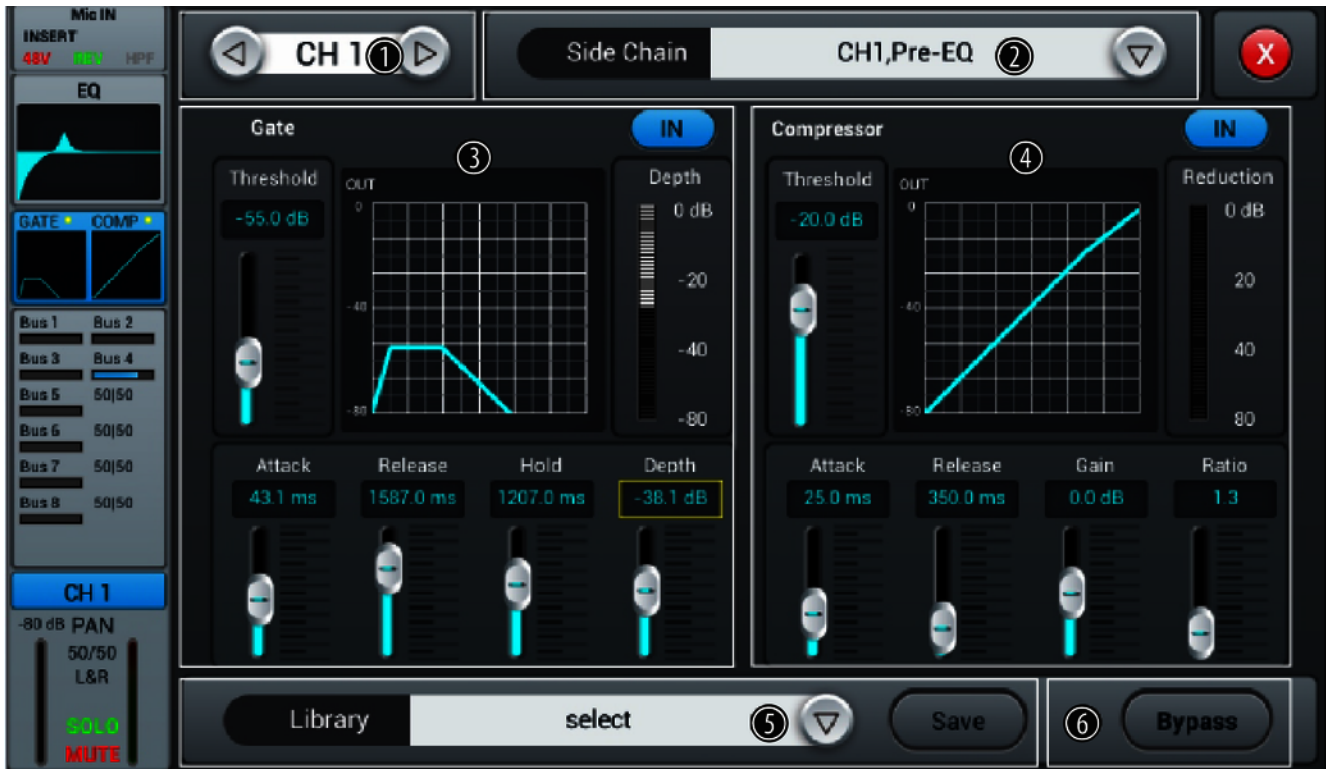 Mic IN
INSERT
48V REV HPF
EQ
GATE COMP
Bus 1 Bus 2
Bus 3 Bus 4
Bus 5 50|50
Bus 6 50|50
Bus 7 50|50
Bus 8 50|50
CH 1
-80 dB PAN
50/50
L&R
SOLO
MUTE
CH 1 ①
Side Chain CH1,Pre-EQ ②
X
Gate ③ IN
Threshold
-55.0 dB
OUT
0
-40
-80
Depth
0 dB
-20
-40
-80
Attack Release Hold Depth
43.1 ms 1587.0 ms 1207.0 ms -38.1 dB
Compressor ④ IN
Threshold
-20.0 dB
OUT
0
-40
-80
Reduction
0 dB
20
40
80
Attack Release Gain Ratio
25.0 ms 350.0 ms 0.0 dB 1.3
Library select ⑤ Save
⑥ Bypass